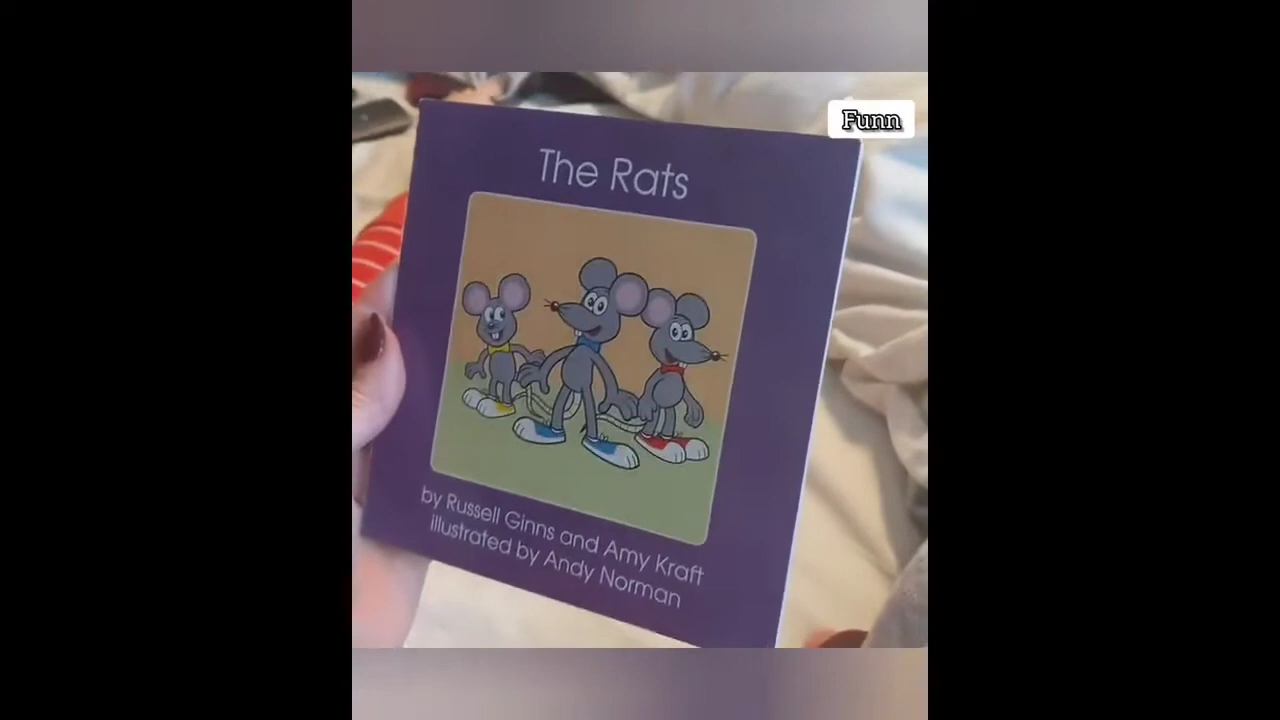 Funn
The Rats
by Russell Ginns and Amy Kraft
illustrated by Andy Norman